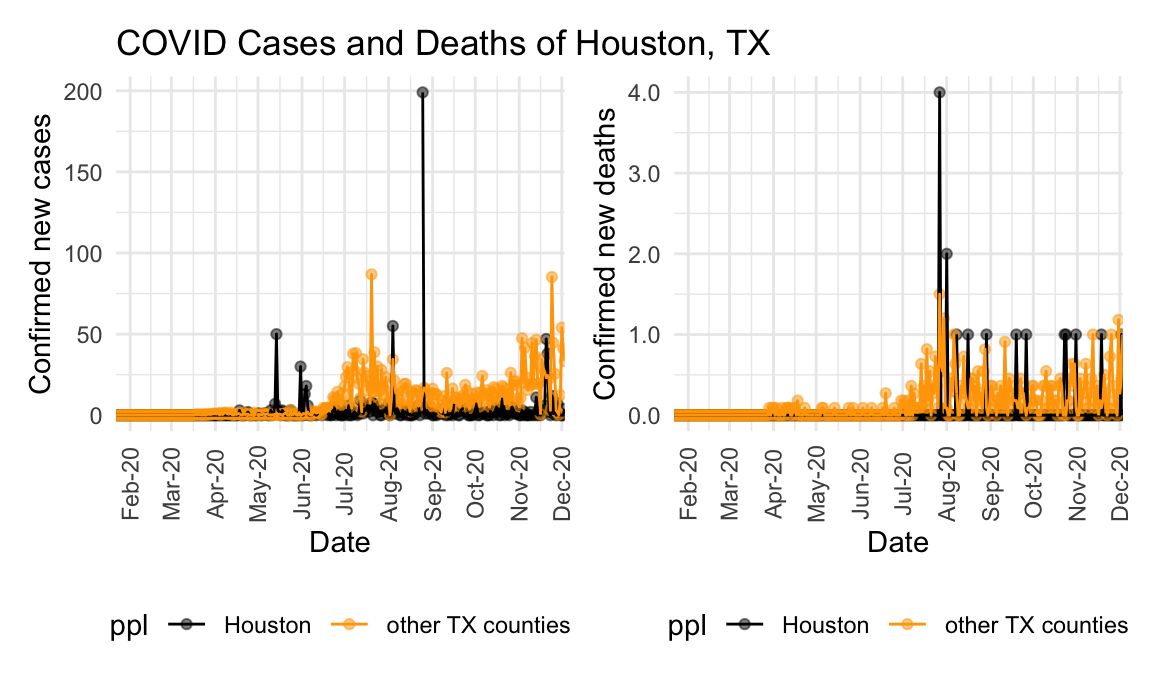 COVID Cases and Deaths of Houston, TX
Confirmed new cases
200
150
100
50
0
Feb-20
Mar-20
Apr-20
May-20
Jun-20
Jul-20
Aug-20
Sep-20
Oct-20
Nov-20
Dec-20
Date
ppl Houston other TX counties
Confirmed new deaths
4.0
3.0
2.0
1.0
0.0
Feb-20
Mar-20
Apr-20
May-20
Jun-20
Jul-20
Aug-20
Sep-20
Oct-20
Nov-20
Dec-20
Date
ppl Houston other TX counties